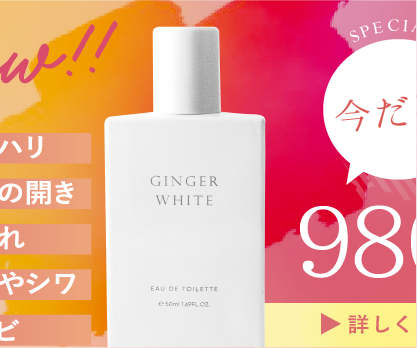 w!!
ハリ
の開き
れ
やシワ
ビ
GINGER
WHITE
EAU DE TOILETTE
℮50ml 1.69FL.OZ.
SPECIA
今だ
980
▶詳しく